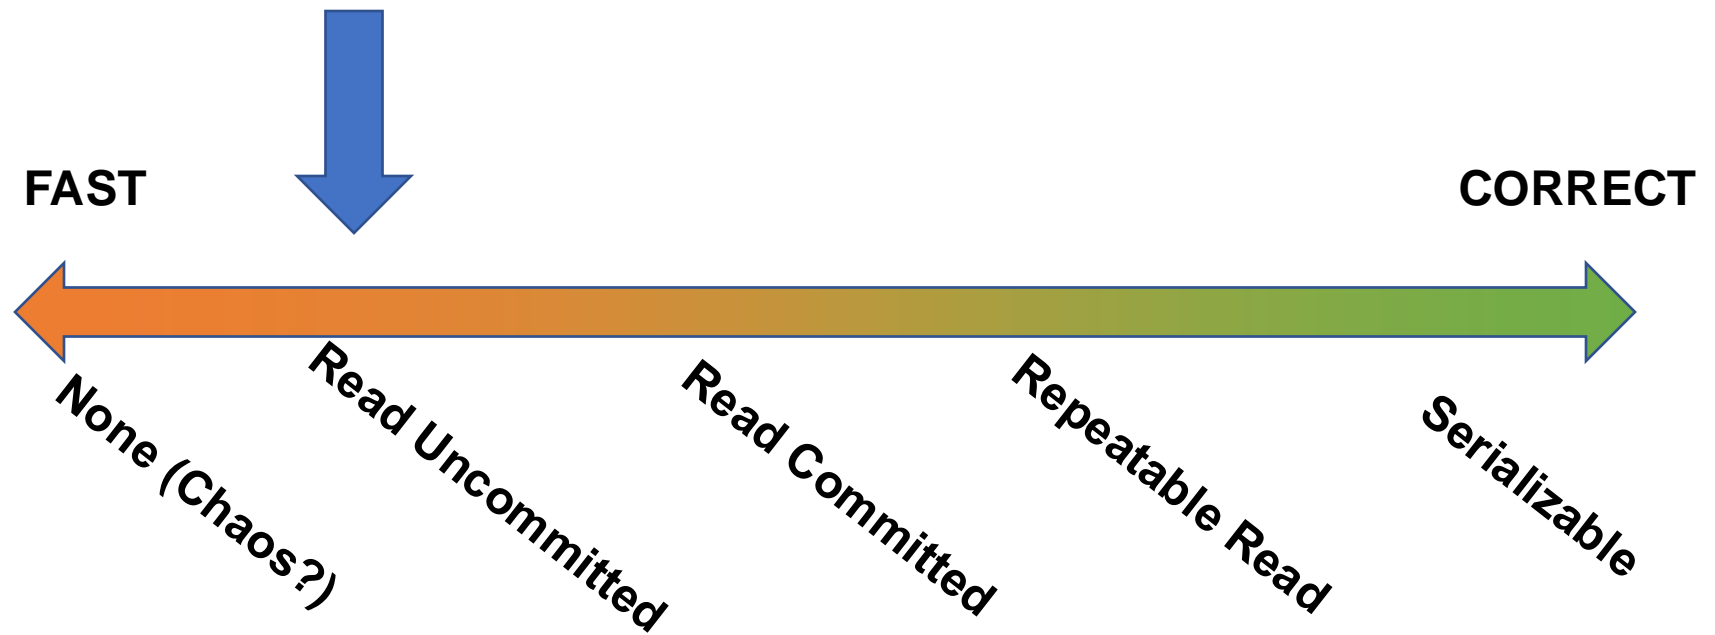 FAST
CORRECT
None (Chaos?)
Read Uncommitted
Read Committed
Repeatable Read
Serializable